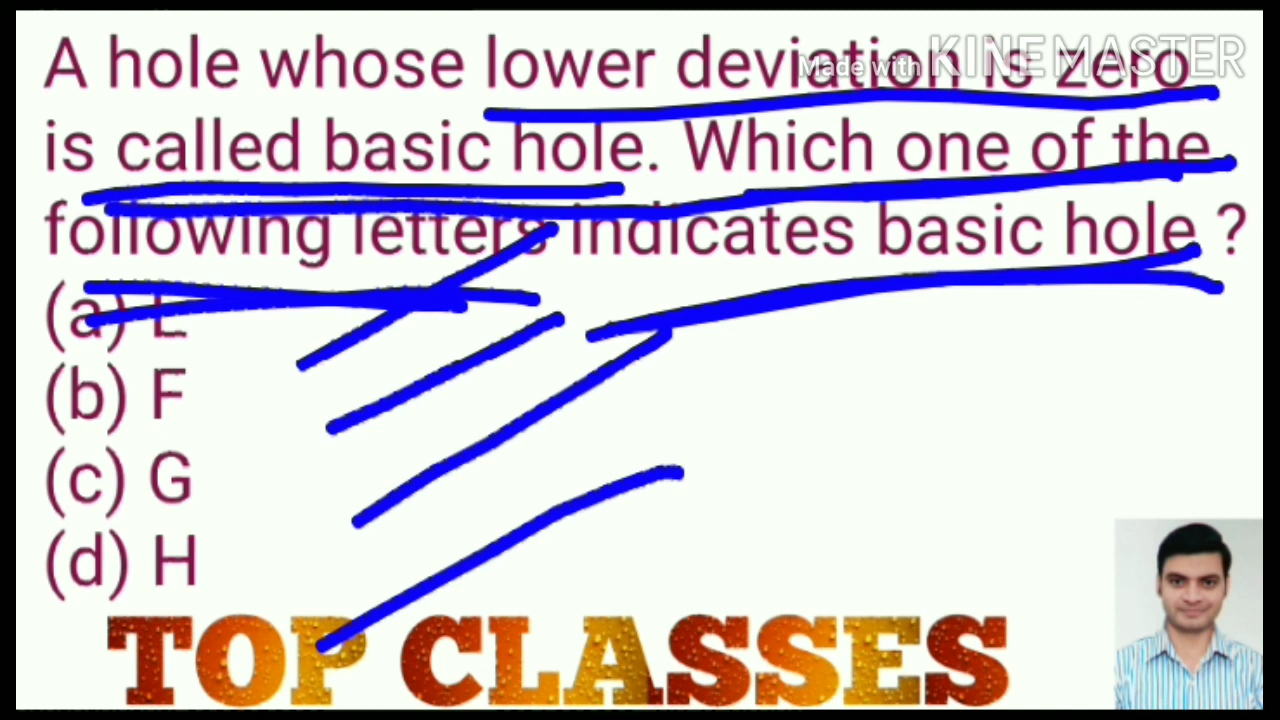 Made with KINEMASTER
A hole whose lower deviation is zero
is called basic hole. Which one of the
following letters indicates basic hole ?
(a) E
(b) F
(c) G
(d) H
TOP CLASSES